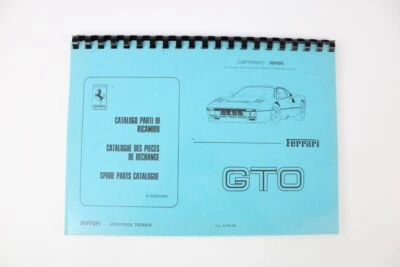 CATALOGO PARTI DI
RICAMBIO
CATALOGUE DES PIECES
DE RECHANGE
SPARE PARTS CATALOGUE
FERRARI - ASSISTENZA TECNICA
COPYRIGHT FERRARI
Ferrari
GTO